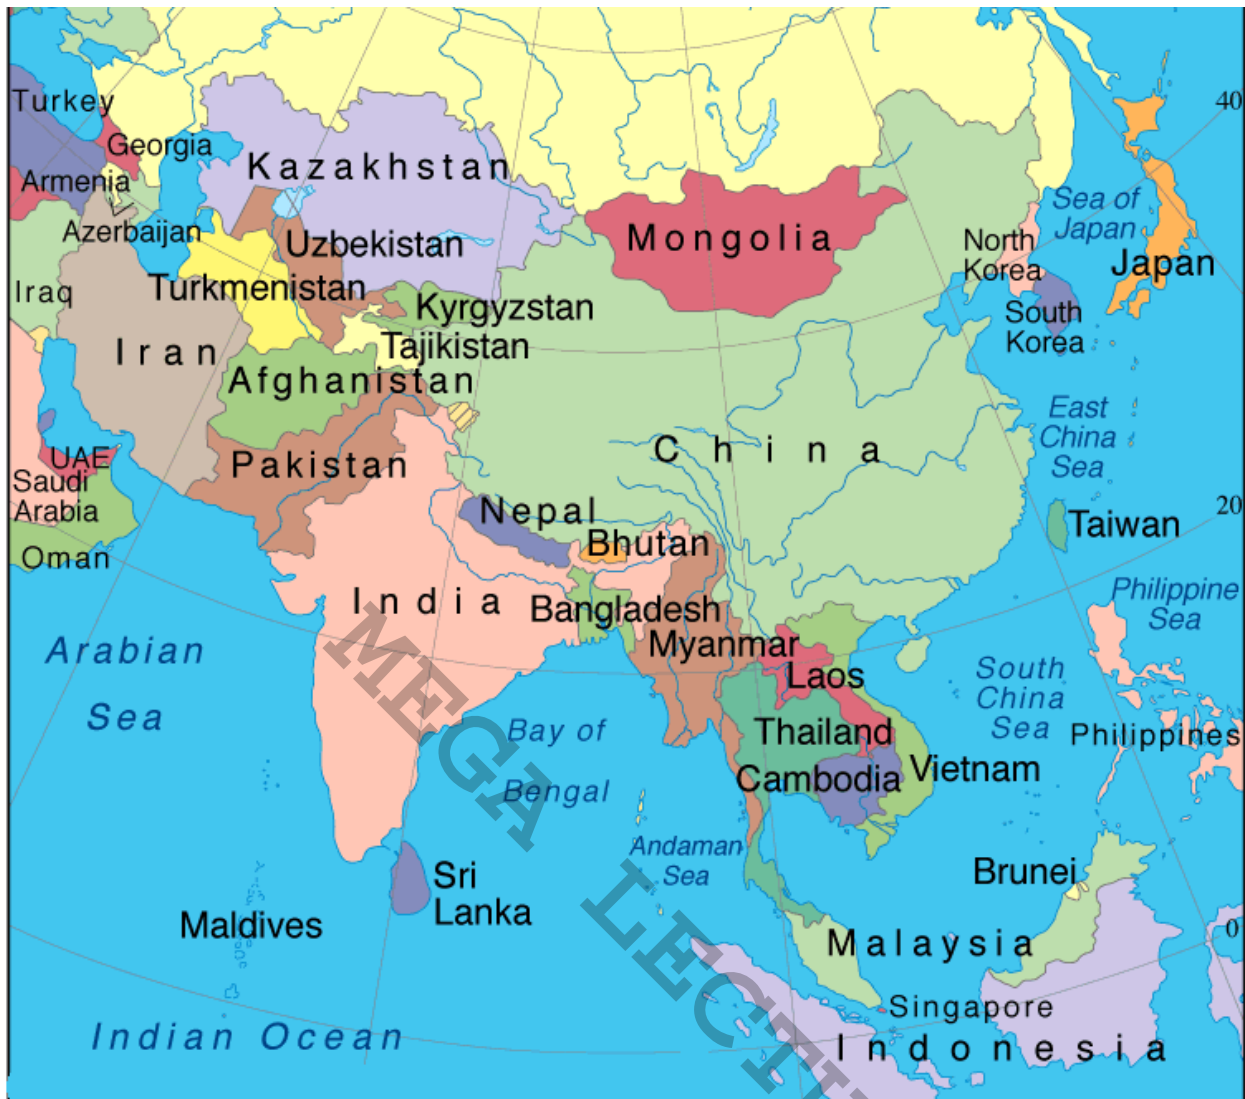 Turkey
40
Georgia
Kazakhstan
Armenia
Sea of
Japan
Azerbaijan
Uzbekistan
Mongolia
North
Korea
Japan
Iraq
Turkmenistan
Kyrgyzstan
South
Korea
Iran
Tajikistan
Afghanistan
East
China
Sea
China
UAE
Pakistan
Saudi
Arabia
Nepal
20
Taiwan
Oman
Bhutan
India
Bangladesh
Philippine
Sea
Arabian
Sea
Myanmar
Laos
South
China
Sea
Bay of
Bengal
Thailand
Philippines
Cambodia
Vietnam
Andaman
Sea
Sri
Lanka
Brunei
Maldives
Malaysia
0
Singapore
Indian Ocean
Indonesia
MEGA LECTU